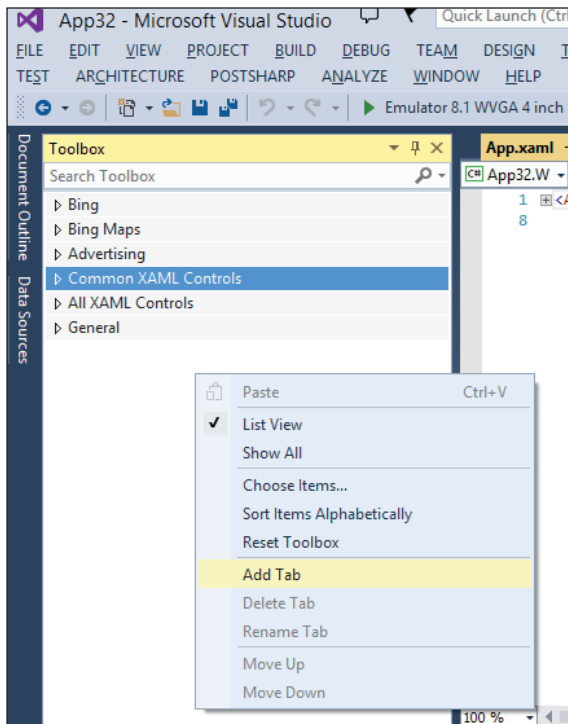 App32 - Microsoft Visual Studio
Quick Launch (Ctrl
FILE EDIT VIEW PROJECT BUILD DEBUG TEAM DESIGN T
TEST ARCHITECTURE POSTSHARP ANALYZE WINDOW HELP
Emulator 8.1 WVGA 4 inch
Document Outline
Data Sources
Toolbox
Search Toolbox
Bing
Bing Maps
Advertising
Common XAML Controls
All XAML Controls
General
App.xaml
C# App32.W
1 <A
8
Paste Ctrl+V
List View
Show All
Choose Items...
Sort Items Alphabetically
Reset Toolbox
Add Tab
Delete Tab
Rename Tab
Move Up
Move Down
100 %